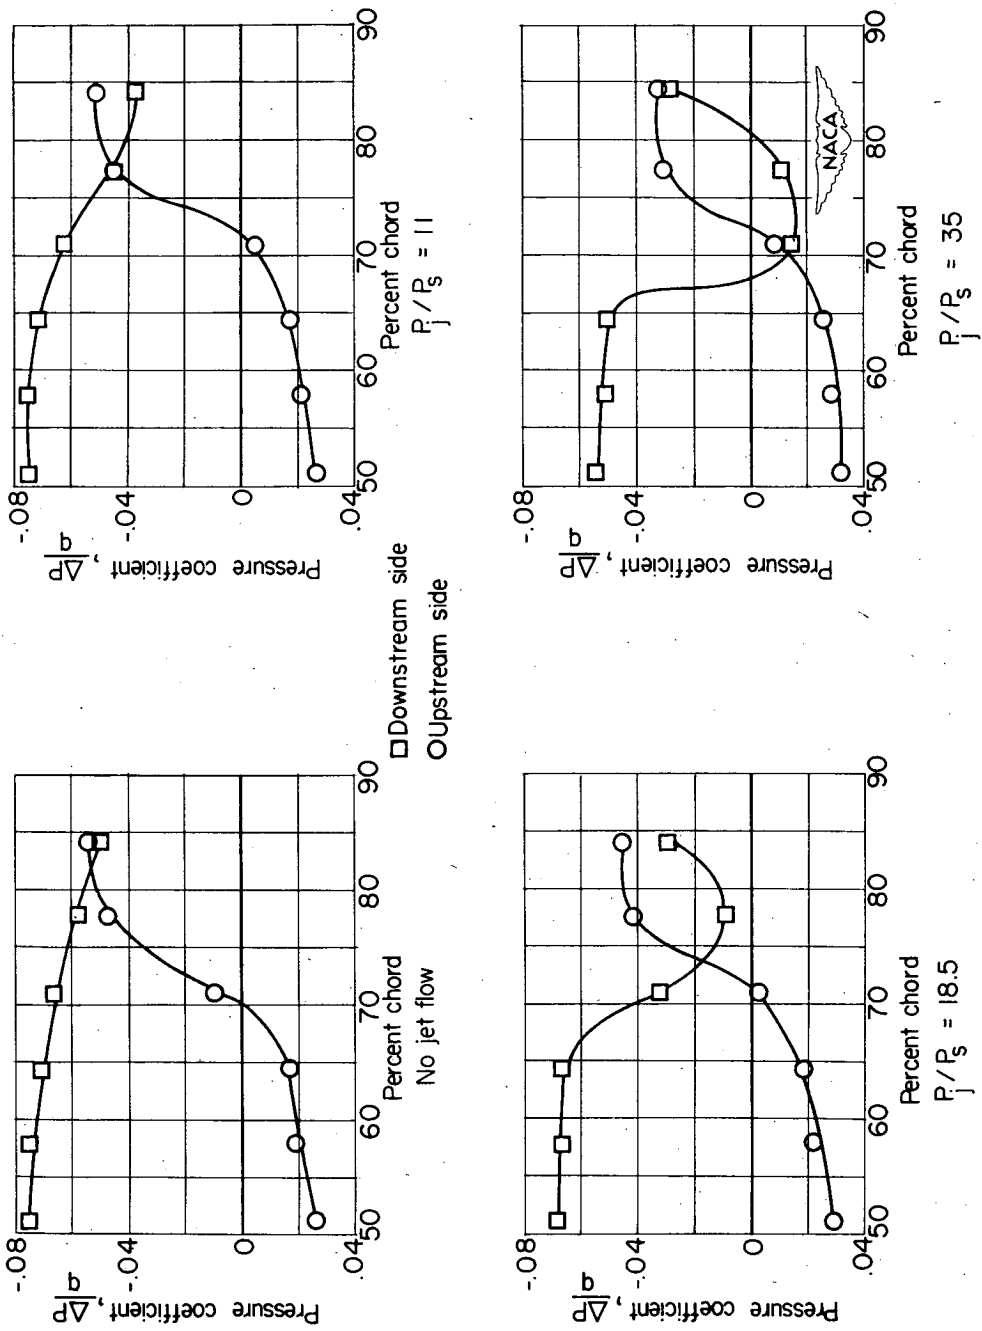 Pressure coefficient, ΔP/q
-.08
-.04
0
.04
50 60 70 80 90
Percent chord
No jet flow
Pressure coefficient, ΔP/q
-.08
-.04
0
.04
50 60 70 80 90
Percent chord
Pj/Ps = 11
Downstream side
Upstream side
Pressure coefficient, ΔP/q
-.08
-.04
0
.04
50 60 70 80 90
Percent chord
Pj/Ps = 18.5
Pressure coefficient, ΔP/q
-.08
-.04
0
.04
50 60 70 80 90
Percent chord
Pj/Ps = 35
NACA